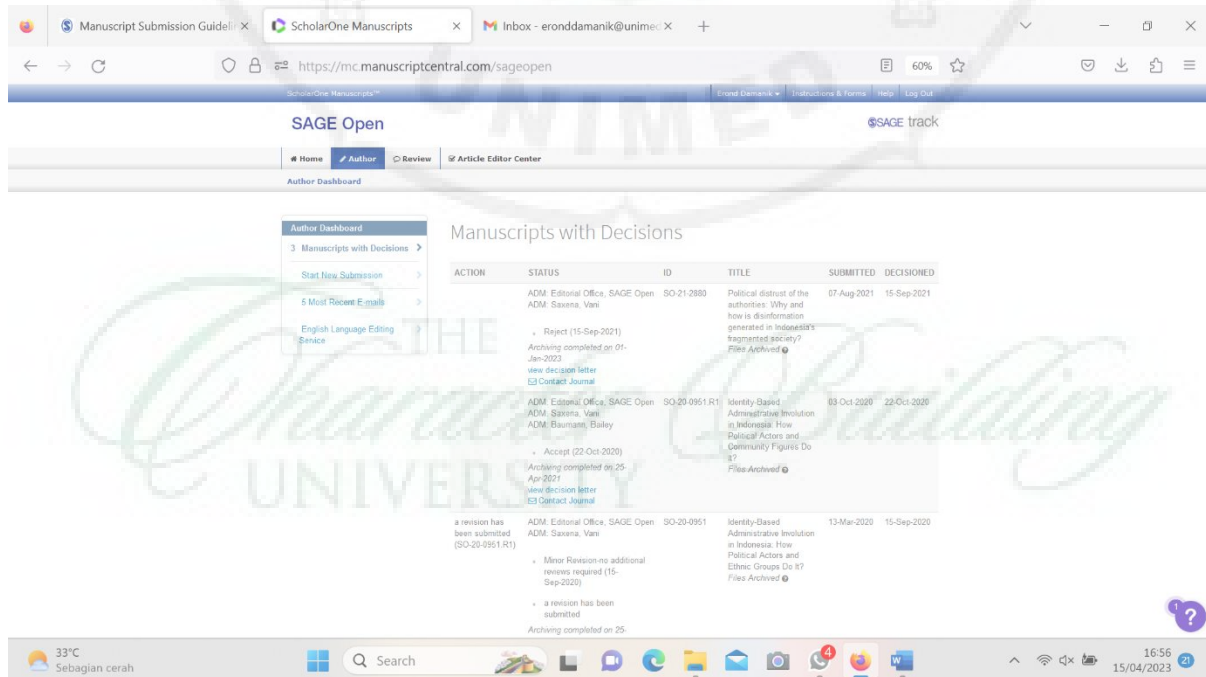 Manuscript Submission Guidelin
ScholarOne Manuscripts
Inbox - eronddamanik@unimed
https://mc.manuscriptcentral.com/sageopen
60%
ScholarOne Manuscripts™
Erond Damanik
Instructions & Forms
Help
Log Out
SAGE Open
SAGE track
Home
Author
Review
Article Editor Center
Author Dashboard
Author Dashboard
3 Manuscripts with Decisions
Start New Submission
5 Most Recent E-mails
English Language Editing
Service
Manuscripts with Decisions
ACTION STATUS ID TITLE SUBMITTED DECISIONED
ADM: Editorial Office, SAGE Open
ADM: Saxena, Vani
Reject (15-Sep-2021)
Archiving completed on 01-
Jan-2023
view decision letter
Contact Journal
SO-21-2880
Political distrust of the
authorities: Why and
how is disinformation
generated in Indonesia's
fragmented society?
Files Archived
07-Aug-2021
15-Sep-2021
ADM: Editorial Office, SAGE Open
ADM: Saxena, Vani
ADM: Baumann, Bailey
Accept (22-Oct-2020)
Archiving completed on 25-
Apr-2021
view decision letter
Contact Journal
SO-20-0951.R1
Identity-Based
Administrative Involution
in Indonesia: How
Political Actors and
Community Figures Do
it?
Files Archived
03-Oct-2020
22-Oct-2020
a revision has
been submitted
(SO-20-0951.R1)
ADM: Editorial Office, SAGE Open
ADM: Saxena, Vani
Minor Revision-no additional
reviews required (15-
Sep-2020)
a revision has been
submitted
Archiving completed on 25-
SO-20-0951
Identity-Based
Administrative Involution
in Indonesia: How
Political Actors and
Ethnic Groups Do It?
Files Archived
13-Mar-2020
15-Sep-2020
UNIMED
THE
Character Building
UNIVERSITY
1
?
33°C
Sebagian cerah
Search
4
16:56
15/04/2023
21